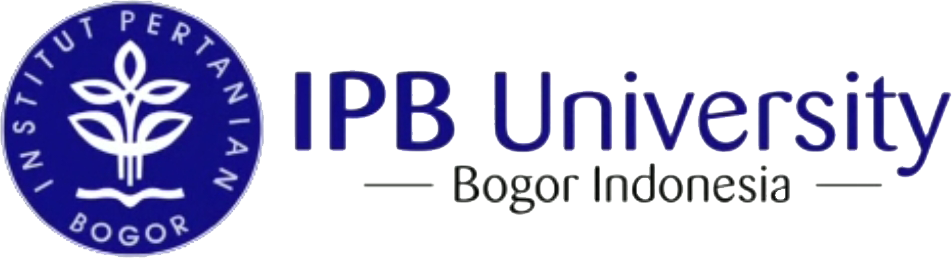 INSTITUT PERTANIAN
BOGOR
IPB University
Bogor Indonesia